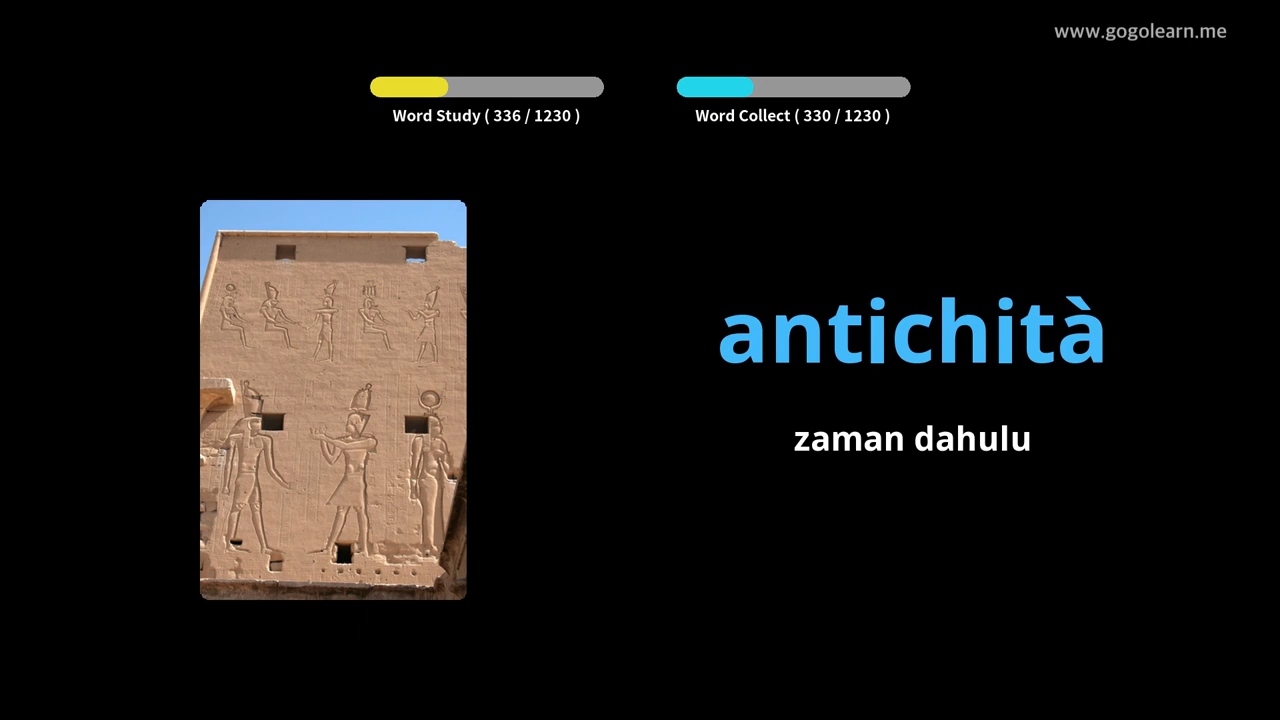 www.gogolearn.me
Word Study ( 336 / 1230 )
Word Collect ( 330 / 1230 )
antichità
zaman dahulu